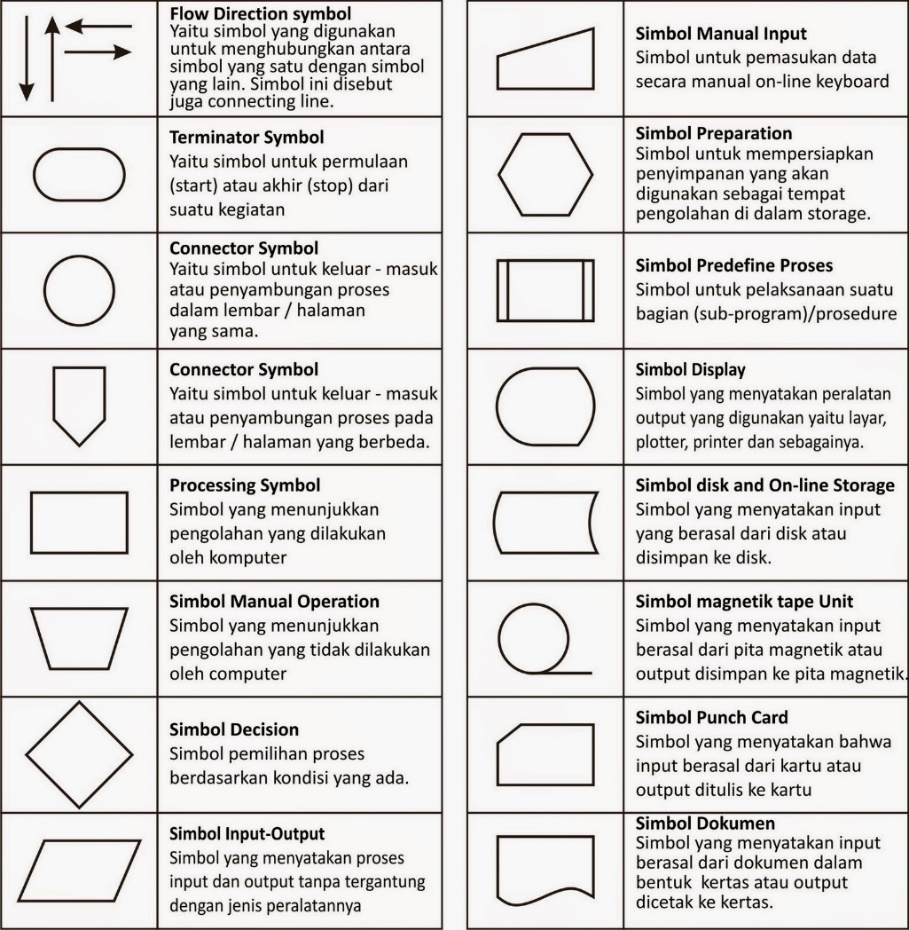 Flow Direction symbol
Yaitu simbol yang digunakan
untuk menghubungkan antara
simbol yang satu dengan simbol
yang lain. Simbol ini disebut
juga connecting line.
Terminator Symbol
Yaitu simbol untuk permulaan
(start) atau akhir (stop) dari
suatu kegiatan
Connector Symbol
Yaitu simbol untuk keluar - masuk
atau penyambungan proses
dalam lembar / halaman
yang sama.
Connector Symbol
Yaitu simbol untuk keluar - masuk
atau penyambungan proses pada
lembar / halaman yang berbeda.
Processing Symbol
Simbol yang menunjukkan
pengolahan yang dilakukan
oleh komputer
Simbol Manual Operation
Simbol yang menunjukkan
pengolahan yang tidak dilakukan
oleh computer
Simbol Decision
Simbol pemilihan proses
berdasarkan kondisi yang ada.
Simbol Input-Output
Simbol yang menyatakan proses
input dan output tanpa tergantung
dengan jenis peralatannya
Simbol Manual Input
Simbol untuk pemasukan data
secara manual on-line keyboard
Simbol Preparation
Simbol untuk mempersiapkan
penyimpanan yang akan
digunakan sebagai tempat
pengolahan di dalam storage.
Simbol Predefine Proses
Simbol untuk pelaksanaan suatu
bagian (sub-program)/prosedure
Simbol Display
Simbol yang menyatakan peralatan
output yang digunakan yaitu layar,
plotter, printer dan sebagainya.
Simbol disk and On-line Storage
Simbol yang menyatakan input
yang berasal dari disk atau
disimpan ke disk.
Simbol magnetik tape Unit
Simbol yang menyatakan input
berasal dari pita magnetik atau
output disimpan ke pita magnetik.
Simbol Punch Card
Simbol yang menyatakan bahwa
input berasal dari kartu atau
output ditulis ke kartu
Simbol Dokumen
Simbol yang menyatakan input
berasal dari dokumen dalam
bentuk kertas atau output
dicetak ke kertas.